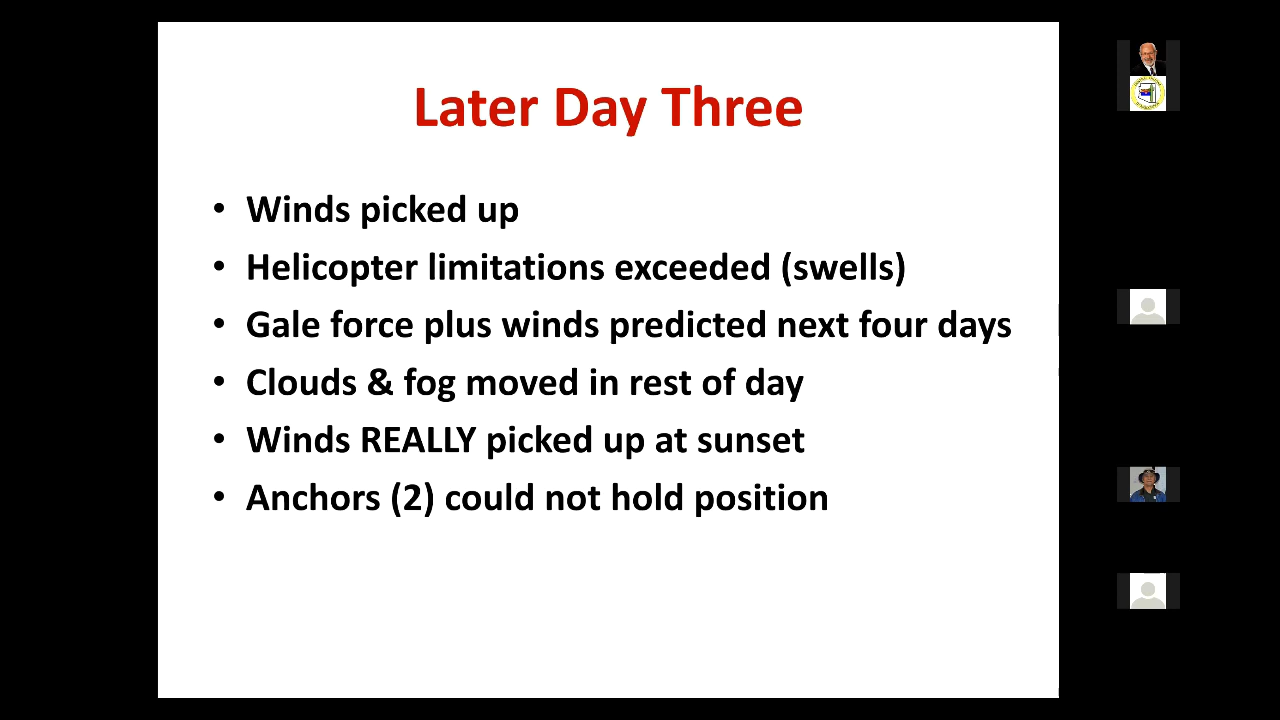 Later Day Three
• Winds picked up
• Helicopter limitations exceeded (swells)
• Gale force plus winds predicted next four days
• Clouds & fog moved in rest of day
• Winds REALLY picked up at sunset
• Anchors (2) could not hold position